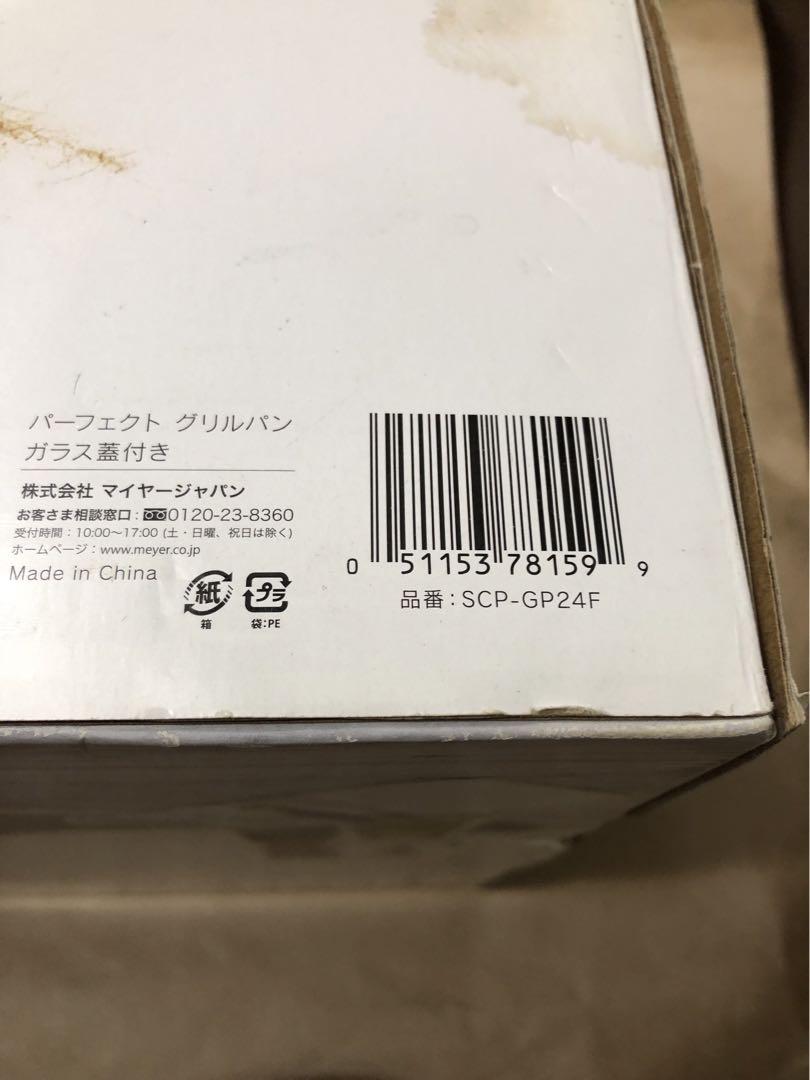 パーフェクト グリルパン
ガラス蓋付き
株式会社 マイヤージャパン
お客さま相談窓口：0120-23-8360
受付時間：10:00〜17:00 (土・日曜、祝日は除く)
ホームページ：www.meyer.co.jp
Made in China
紙
箱
プラ
袋:PE
0 51153 78159 9
品番：SCP-GP24F